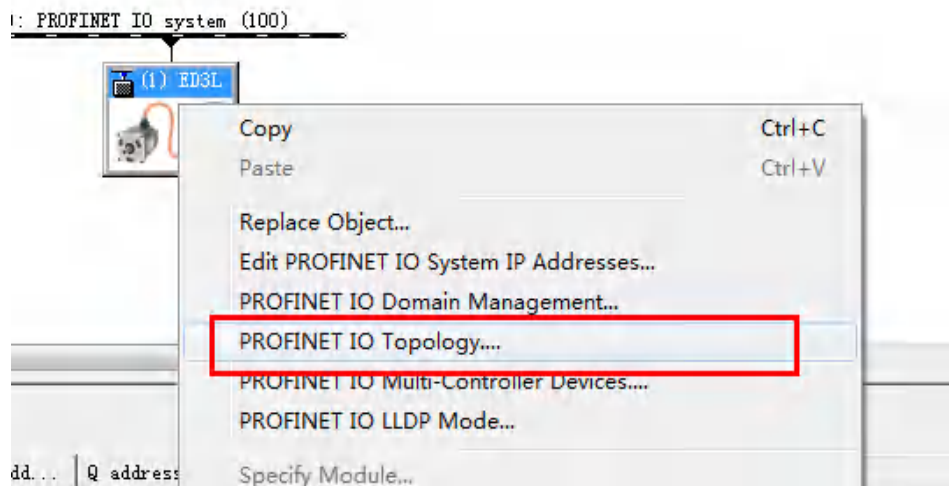 : PROFINET IO system (100)
(1) ED3L
Copy Ctrl+C
Paste Ctrl+V
Replace Object...
Edit PROFINET IO System IP Addresses...
PROFINET IO Domain Management...
PROFINET IO Topology....
PROFINET IO Multi-Controller Devices....
PROFINET IO LLDP Mode...
dd... Q address
Specify Module...